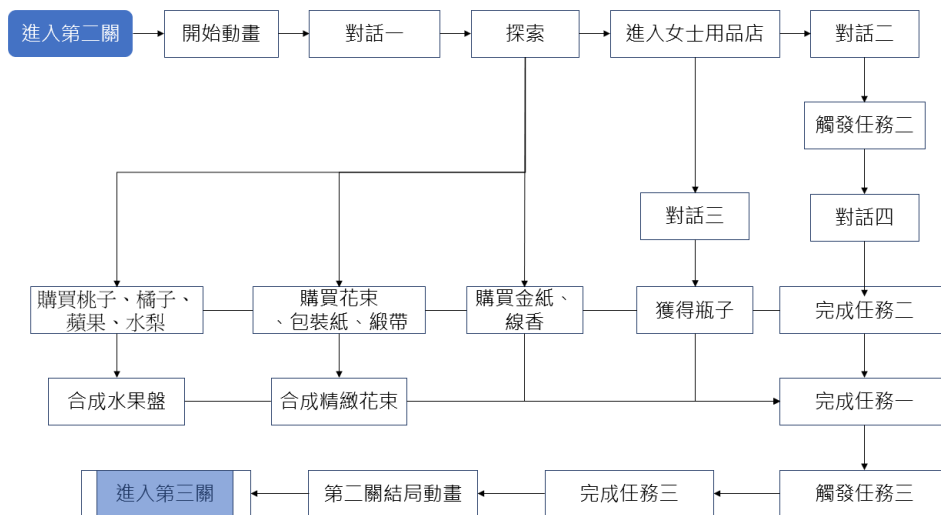 進入第二關
開始動畫
對話一
探索
進入女士用品店
對話二
觸發任務二
對話三
對話四
購買桃子、橘子、
蘋果、水梨
購買花束
、包裝紙、緞帶
購買金紙、
線香
獲得瓶子
完成任務二
合成水果盤
合成精緻花束
完成任務一
進入第三關
第二關結局動畫
完成任務三
觸發任務三